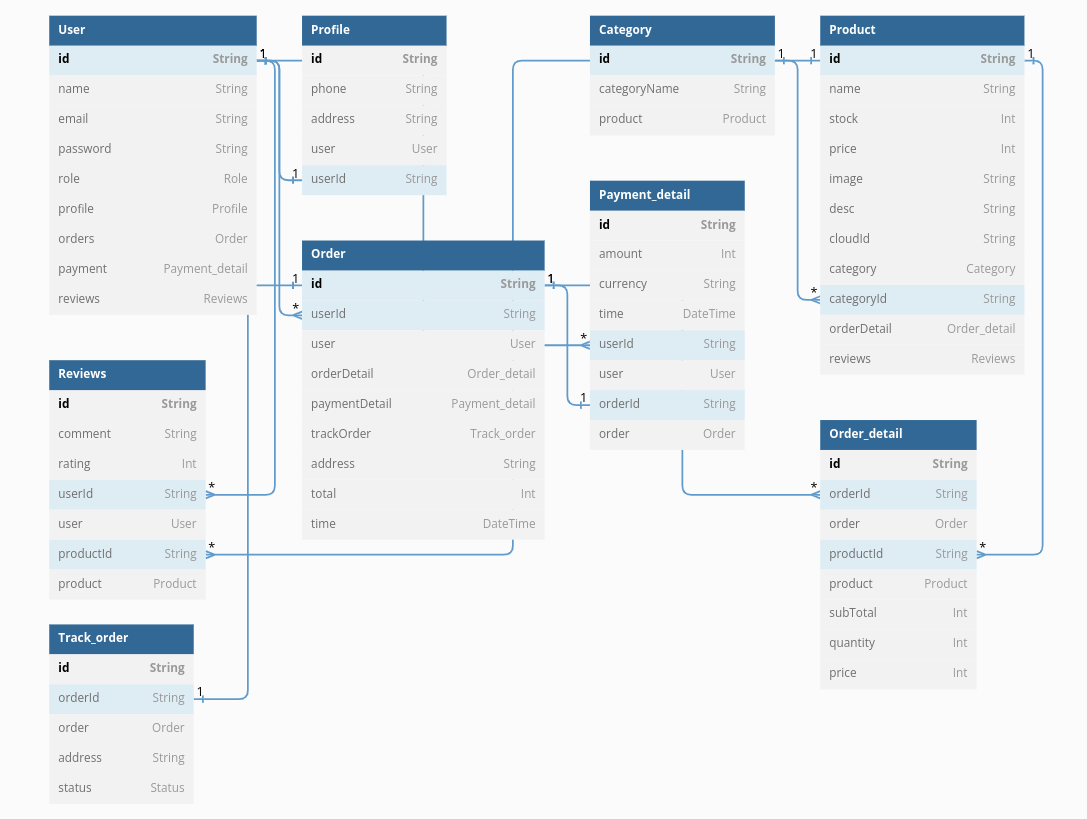 User
id String
name String
email String
password String
role Role
profile Profile
orders Order
payment Payment_detail
reviews Reviews
Profile
id String
phone String
address String
user User
userId String
Category
id String
categoryName String
product Product
Product
id String
name String
stock Int
price Int
image String
desc String
cloudId String
category Category
categoryId String
orderDetail Order_detail
reviews Reviews
Payment_detail
id String
amount Int
currency String
time DateTime
userId String
user User
orderId String
order Order
Order
id String
userId String
user User
orderDetail Order_detail
paymentDetail Payment_detail
trackOrder Track_order
address String
total Int
time DateTime
Reviews
id String
comment String
rating Int
userId String
user User
productId String
product Product
Order_detail
id String
orderId String
order Order
productId String
product Product
subTotal Int
quantity Int
price Int
Track_order
id String
orderId String
order Order
address String
status Status
1
1
1
1
1
1
1
1
1
*
*
*
*
*
*
*